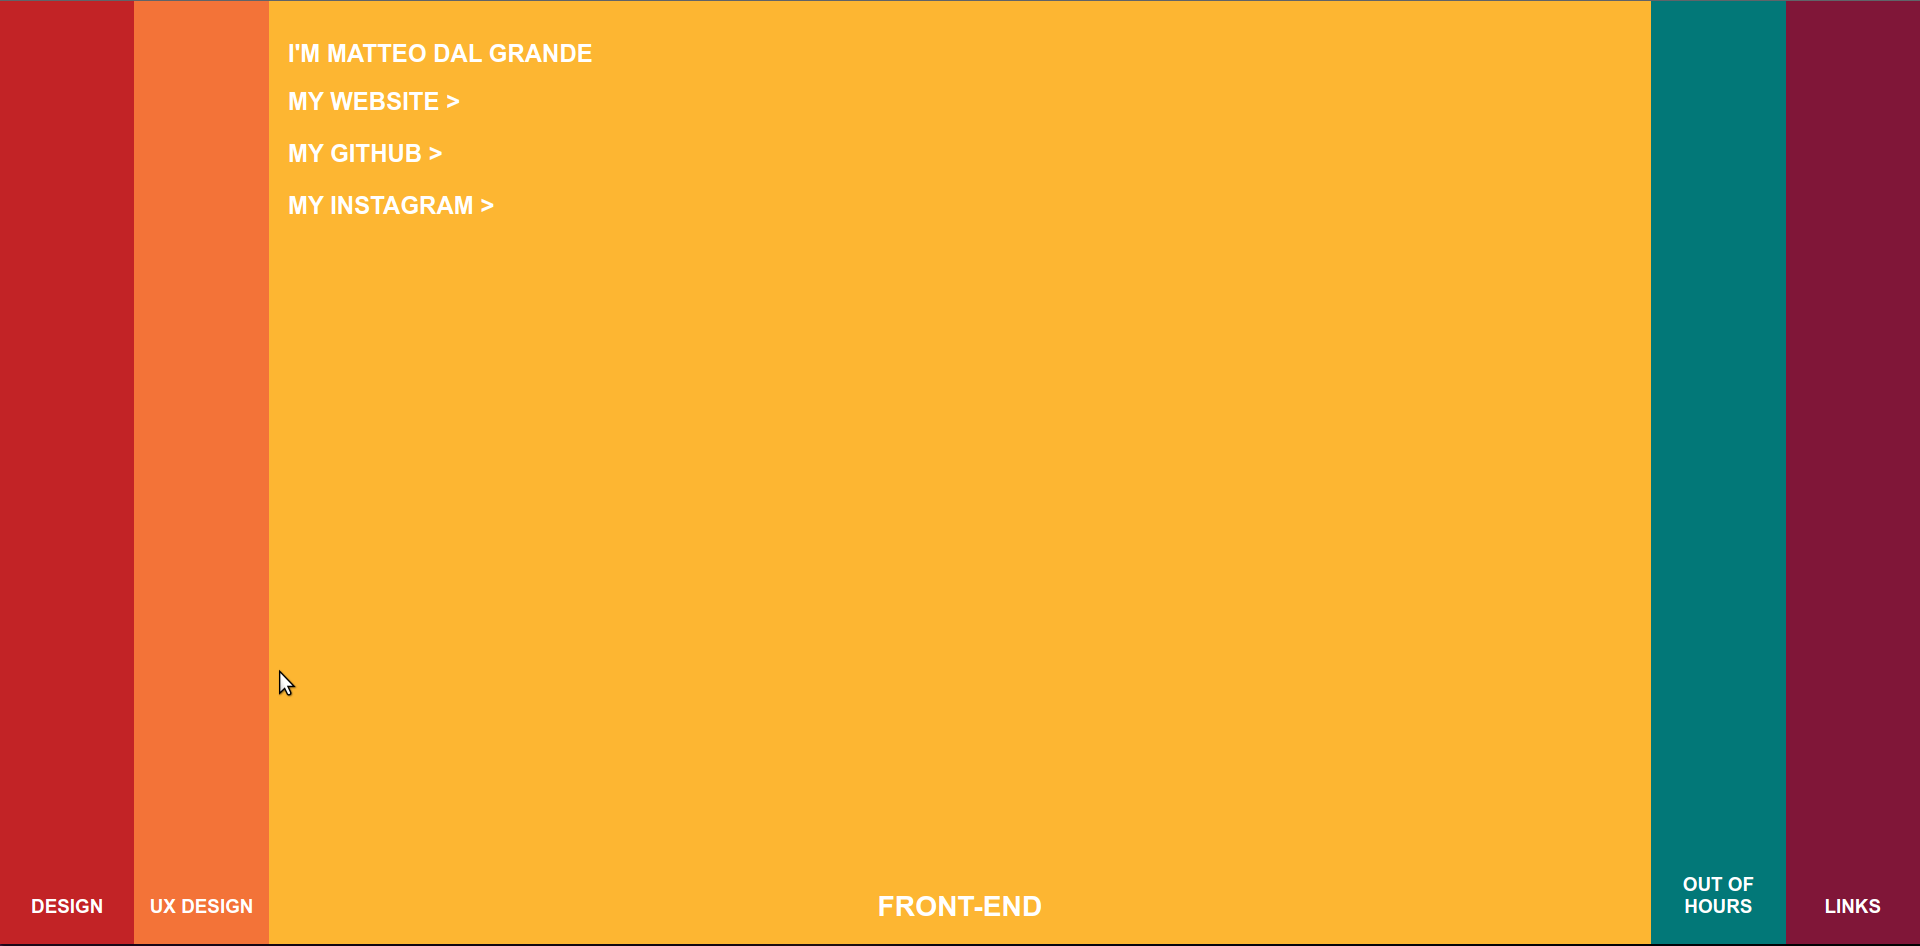 I'M MATTEO DAL GRANDE
MY WEBSITE >
MY GITHUB >
MY INSTAGRAM >
DESIGN
UX DESIGN
FRONT-END
OUT OF
HOURS
LINKS